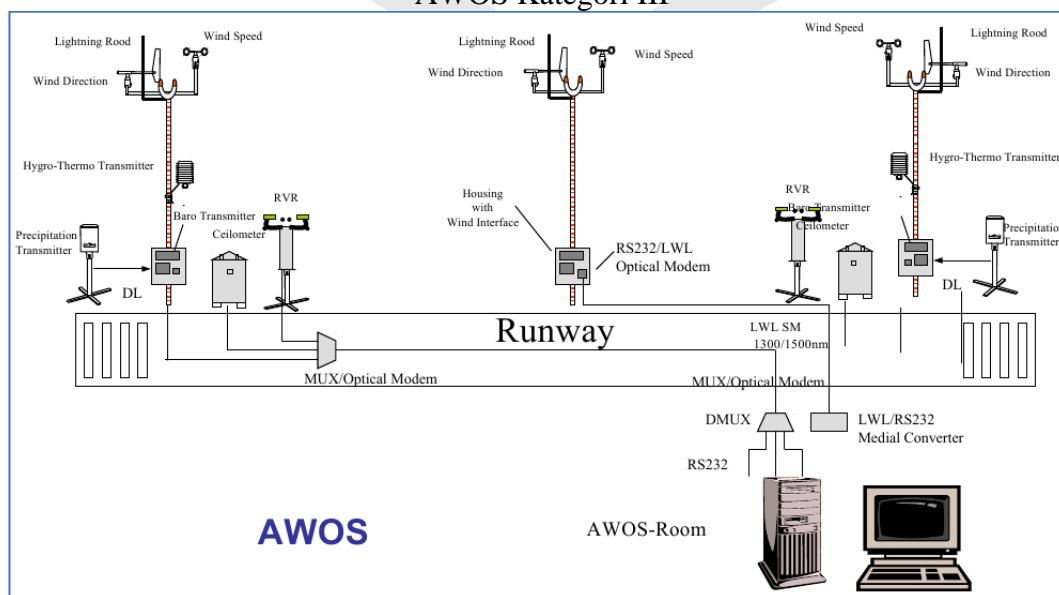 AWOS Kategori III
Lightning Rood
Wind Speed
Wind Direction
Hygro-Thermo Transmitter
Baro Transmitter
Ceilometer
RVR
Precipitation
Transmitter
DL
Lightning Rood
Wind Speed
Wind Direction
Housing
with
Wind Interface
RS232/LWL
Optical Modem
Wind Speed
Lightning Rood
Wind Direction
Hygro-Thermo Transmitter
RVR
Baro Transmitter
Ceilometer
Precipitation
Transmitter
DL
Runway
LWL SM
1300/1500nm
MUX/Optical Modem
MUX/Optical Modem
DMUX
LWL/RS232
Medial Converter
RS232
AWOS
AWOS-Room